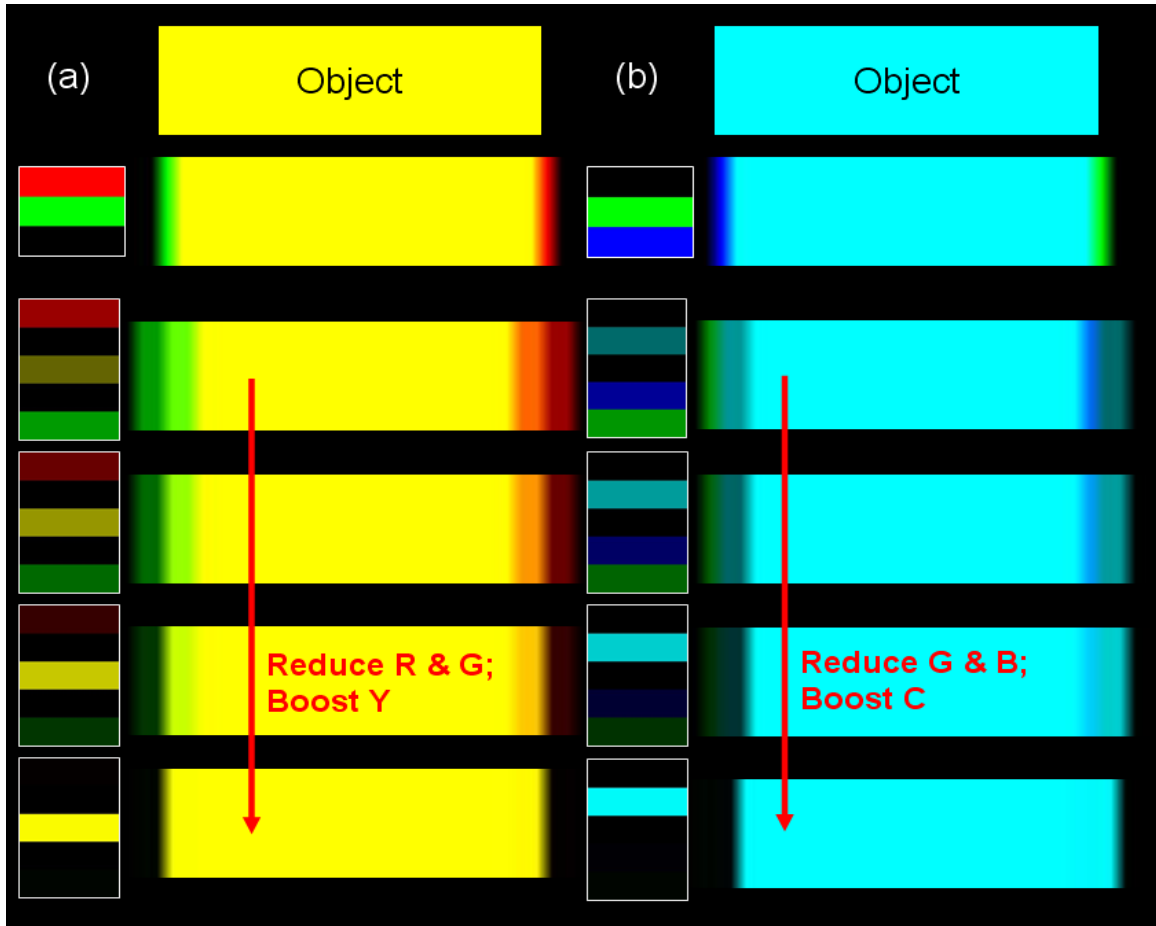 (a)
Object
(b)
Object
Reduce R & G;
Boost Y
Reduce G & B;
Boost C